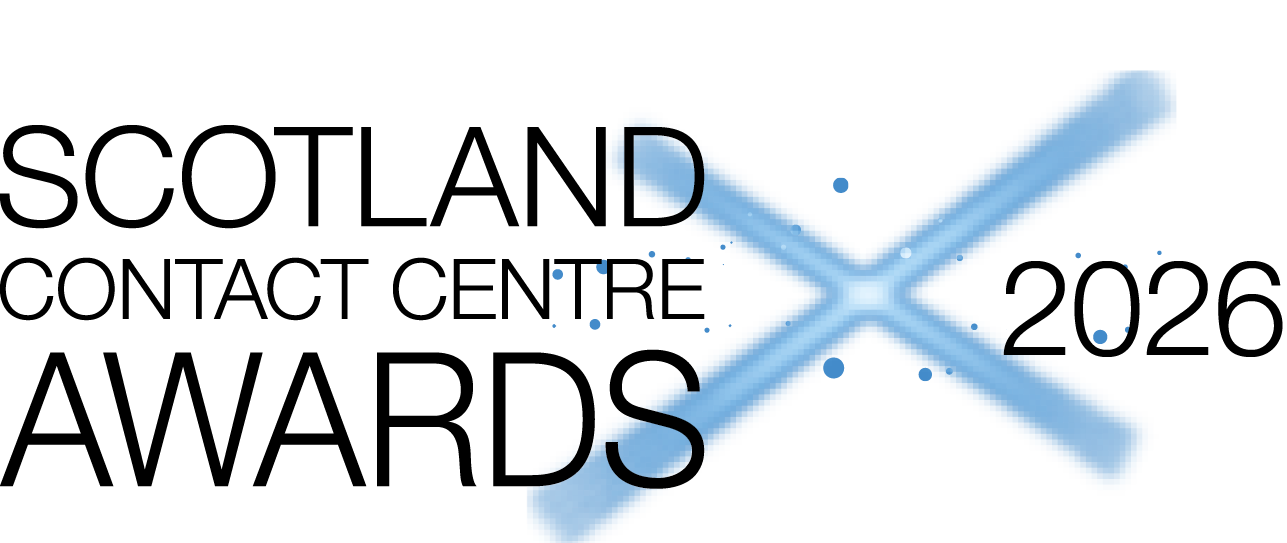 SCOTLAND
CONTACT CENTRE
AWARDS
2026